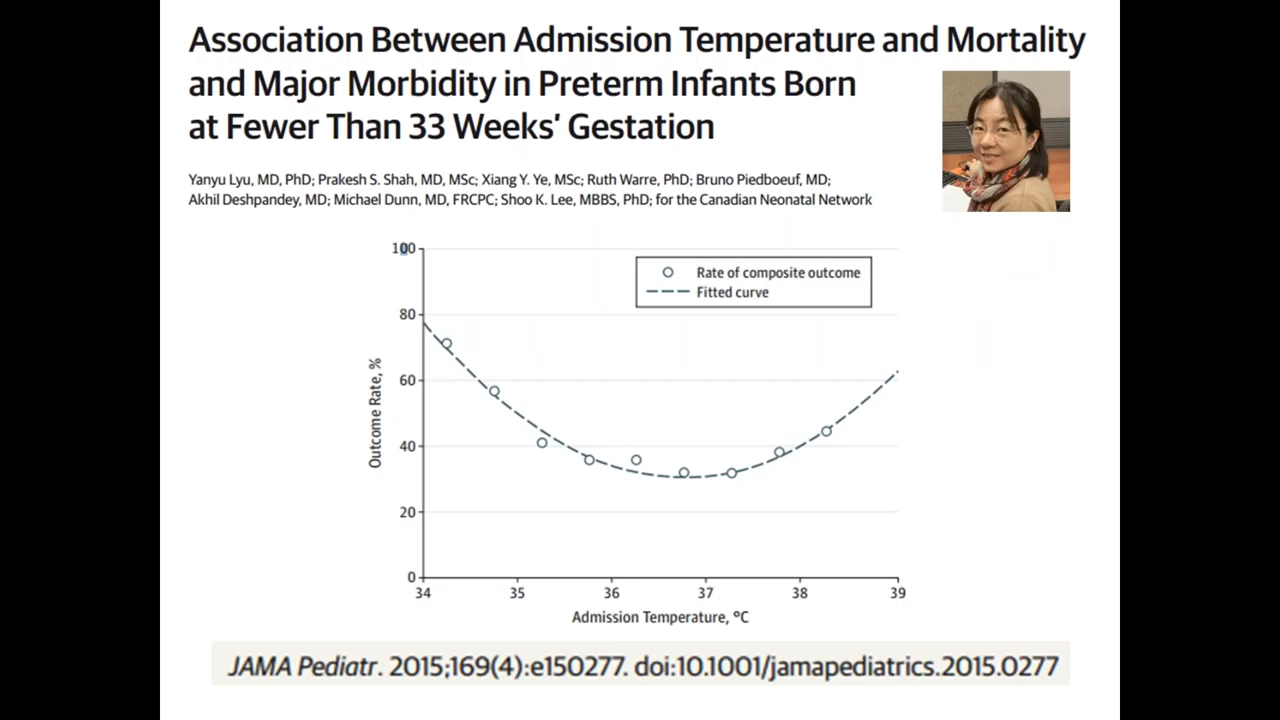 Association Between Admission Temperature and Mortality
and Major Morbidity in Preterm Infants Born
at Fewer Than 33 Weeks’ Gestation
Yanyu Lyu, MD, PhD; Prakesh S. Shah, MD, MSc; Xiang Y. Ye, MSc; Ruth Warre, PhD; Bruno Piedboeuf, MD;
Akhil Deshpandey, MD; Michael Dunn, MD, FRCPC; Shoo K. Lee, MBBS, PhD; for the Canadian Neonatal Network
100
80
60
40
20
0
Outcome Rate, %
Rate of composite outcome
Fitted curve
34 35 36 37 38 39
Admission Temperature, °C
JAMA Pediatr. 2015;169(4):e150277. doi:10.1001/jamapediatrics.2015.0277